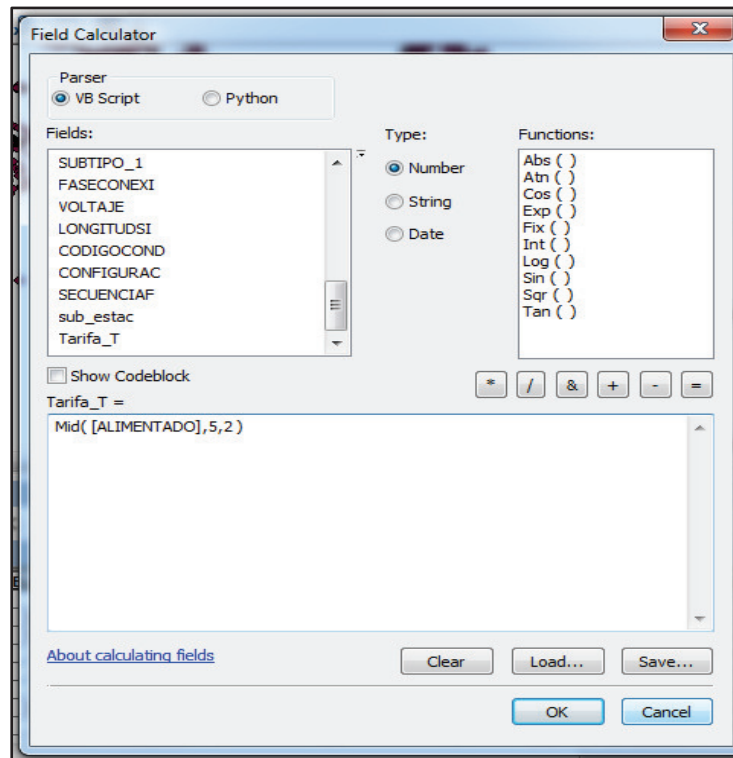 Field Calculator
Parser
VB Script Python
Fields: Type: Functions:
SUBTIPO_1
FASECONEXI
VOLTAJE
LONGITUDSI
CODIGOCOND
CONFIGURAC
SECUENCIAF
sub_estac
Tarifa_T
Number
String
Date
Abs ( )
Atn ( )
Cos ( )
Exp ( )
Fix ( )
Int ( )
Log ( )
Sin ( )
Sqr ( )
Tan ( )
Show Codeblock
* / & + - =
Tarifa_T =
Mid( [ALIMENTADO],5,2 )
About calculating fields
Clear Load... Save...
OK Cancel